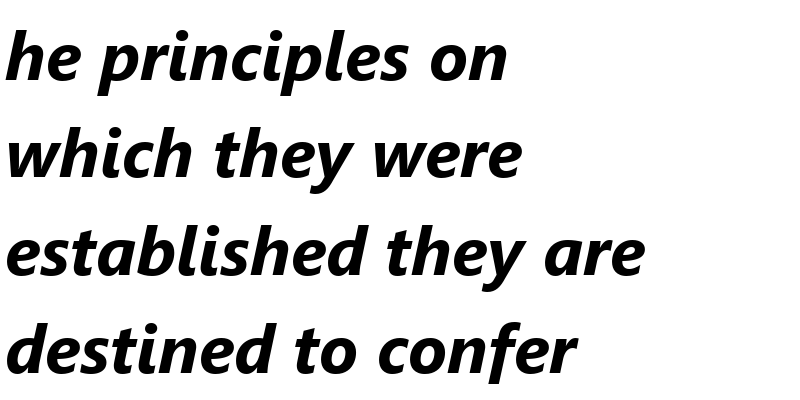 he principles on
which they were
established they are
destined to confer